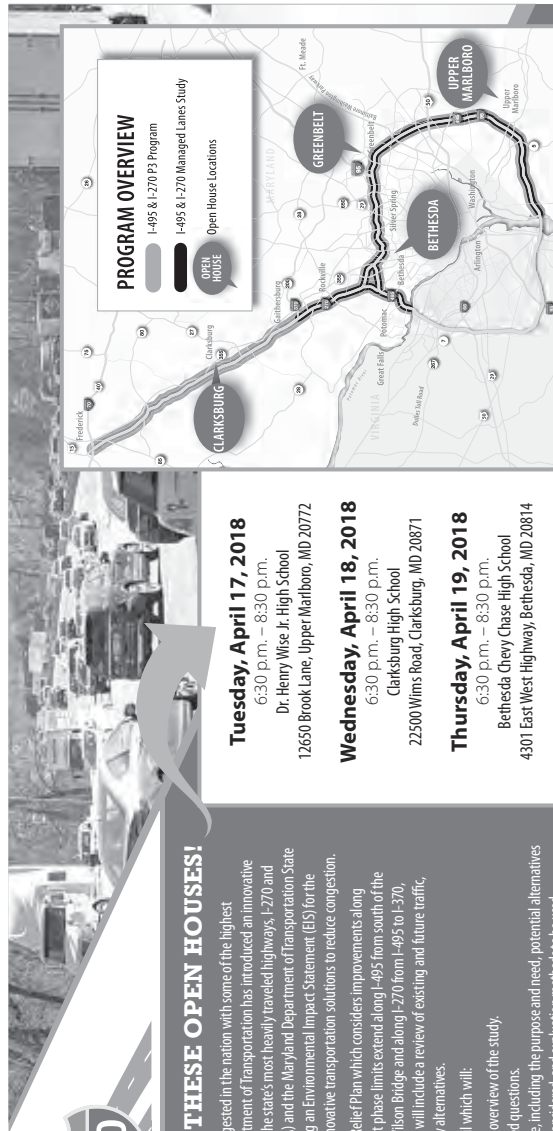 THESE OPEN HOUSES!
gested in the nation with some of the highest
tment of Transportation has introduced an innovative
he state's most heavily traveled highways, I-270 and
) and the Maryland Department of Transportation State
g an Environmental Impact Statement (EIS) for the
novative transportation solutions to reduce congestion.
Relief Plan which considers improvements along
t phase limits extend along I-495 from south of the
ilson Bridge and along I-270 from I-495 to I-370,
will include a review of existing and future traffic,
y alternatives.
l which will:
overview of the study.
d questions.
e, including the purpose and need, potential alternatives
Tuesday, April 17, 2018
6:30 p.m. – 8:30 p.m.
Dr. Henry Wise Jr. High School
12650 Brook Lane, Upper Marlboro, MD 20772
Wednesday, April 18, 2018
6:30 p.m. – 8:30 p.m.
Clarksburg High School
22500 Wims Road, Clarksburg, MD 20871
Thursday, April 19, 2018
6:30 p.m. – 8:30 p.m.
Bethesda Chevy Chase High School
4301 East West Highway, Bethesda, MD 20814
PROGRAM OVERVIEW
I-495 & I-270 P3 Program
I-495 & I-270 Managed Lanes Study
OPEN
HOUSE
Open House Locations
Frederick
Clarksburg
CLARKSBURG
Gaithersburg
Rockville
MARYLAND
Ft. Meade
Baltimore Washington Parkway
GREENBELT
Greenbelt
Silver Spring
BETHESDA
Bethesda
Potomac
Great Falls
VIRGINIA
Dulles Toll Road
Arlington
Washington
UPPER
MARLBORO
Upper
Marlboro